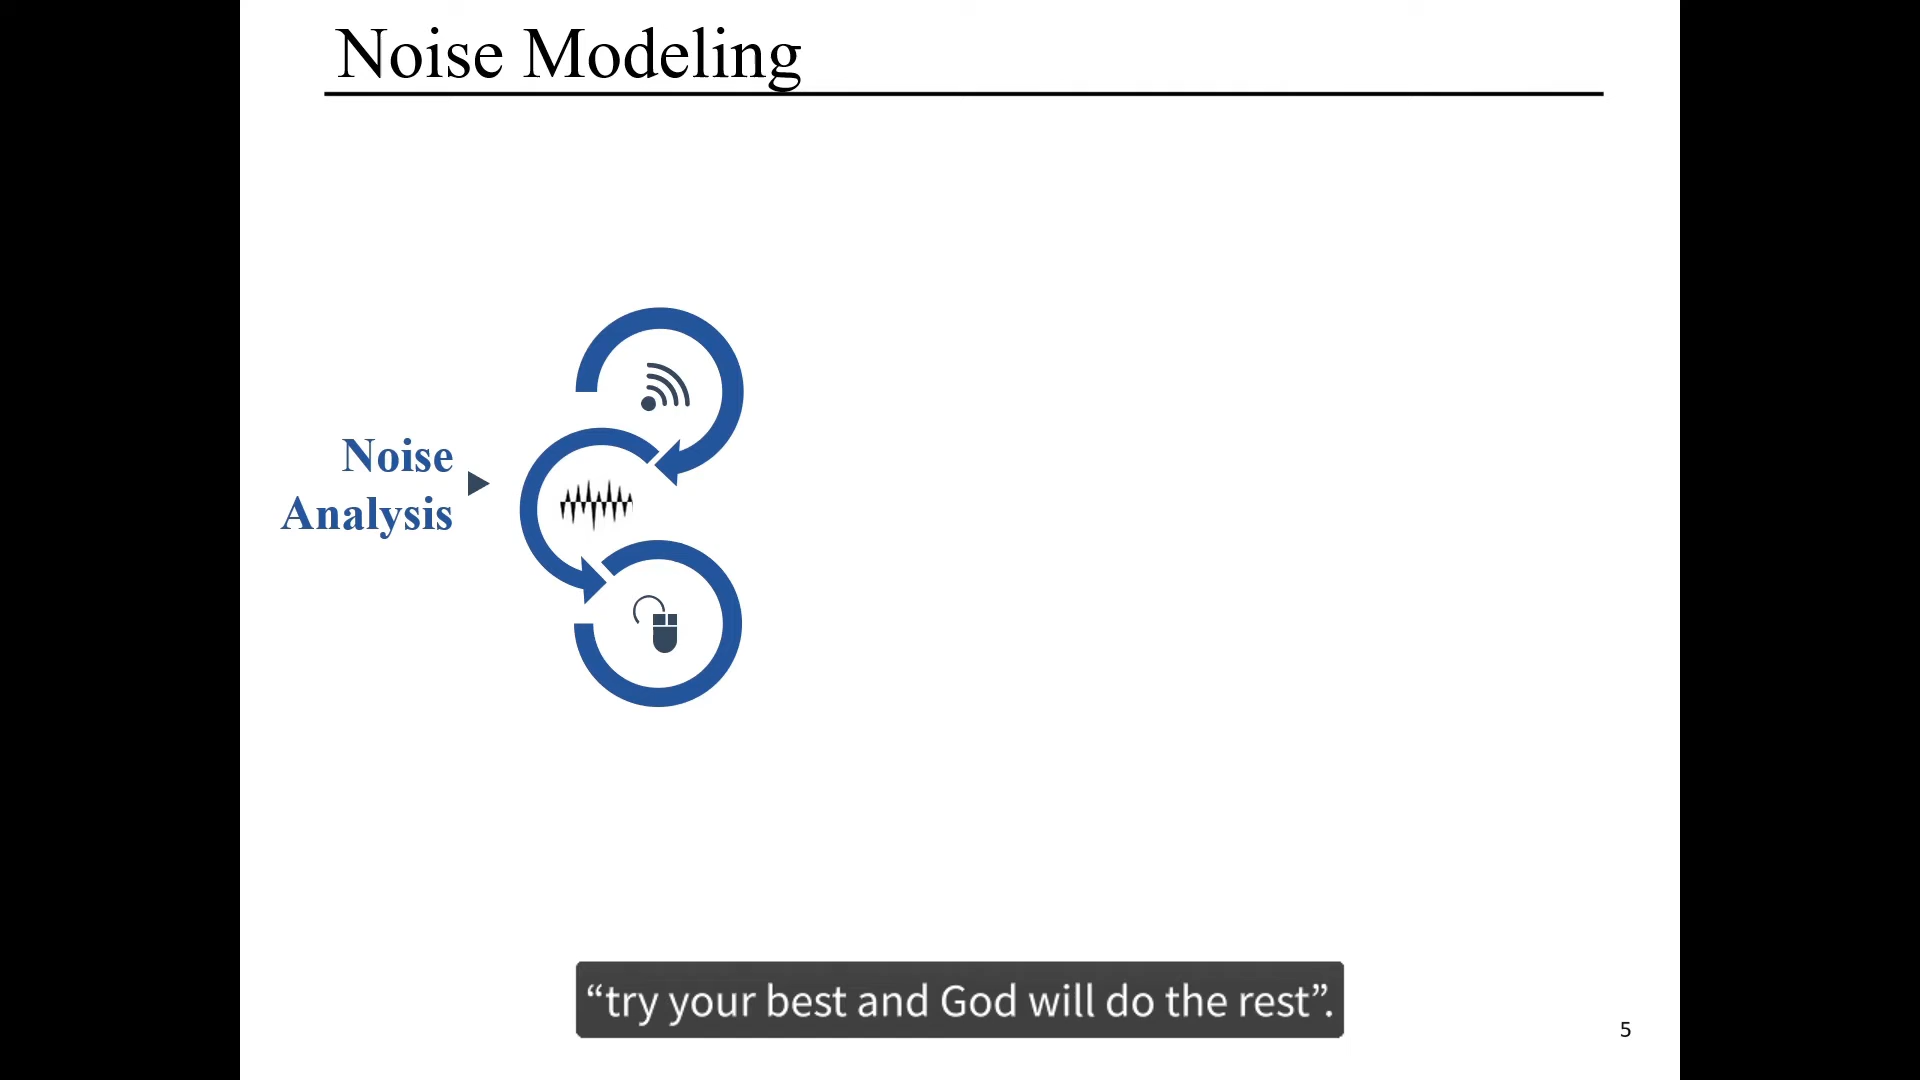 Noise Modeling
Noise
Analysis
“try your best and God will do the rest”.
5